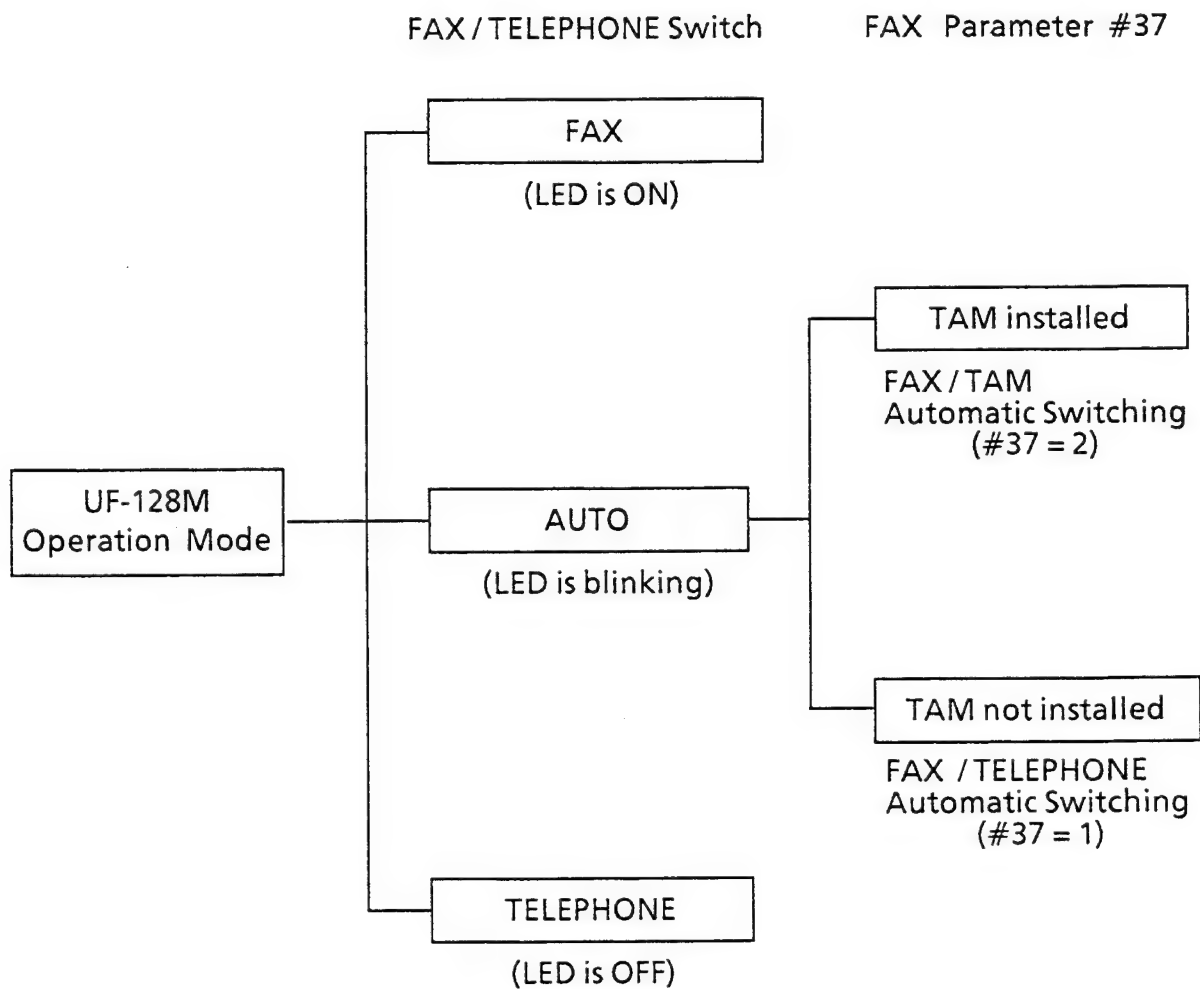 FAX / TELEPHONE Switch
FAX Parameter #37
FAX
(LED is ON)
TAM installed
FAX / TAM
Automatic Switching
(#37 = 2)
UF-128M
Operation Mode
AUTO
(LED is blinking)
TAM not installed
FAX / TELEPHONE
Automatic Switching
(#37 = 1)
TELEPHONE
(LED is OFF)